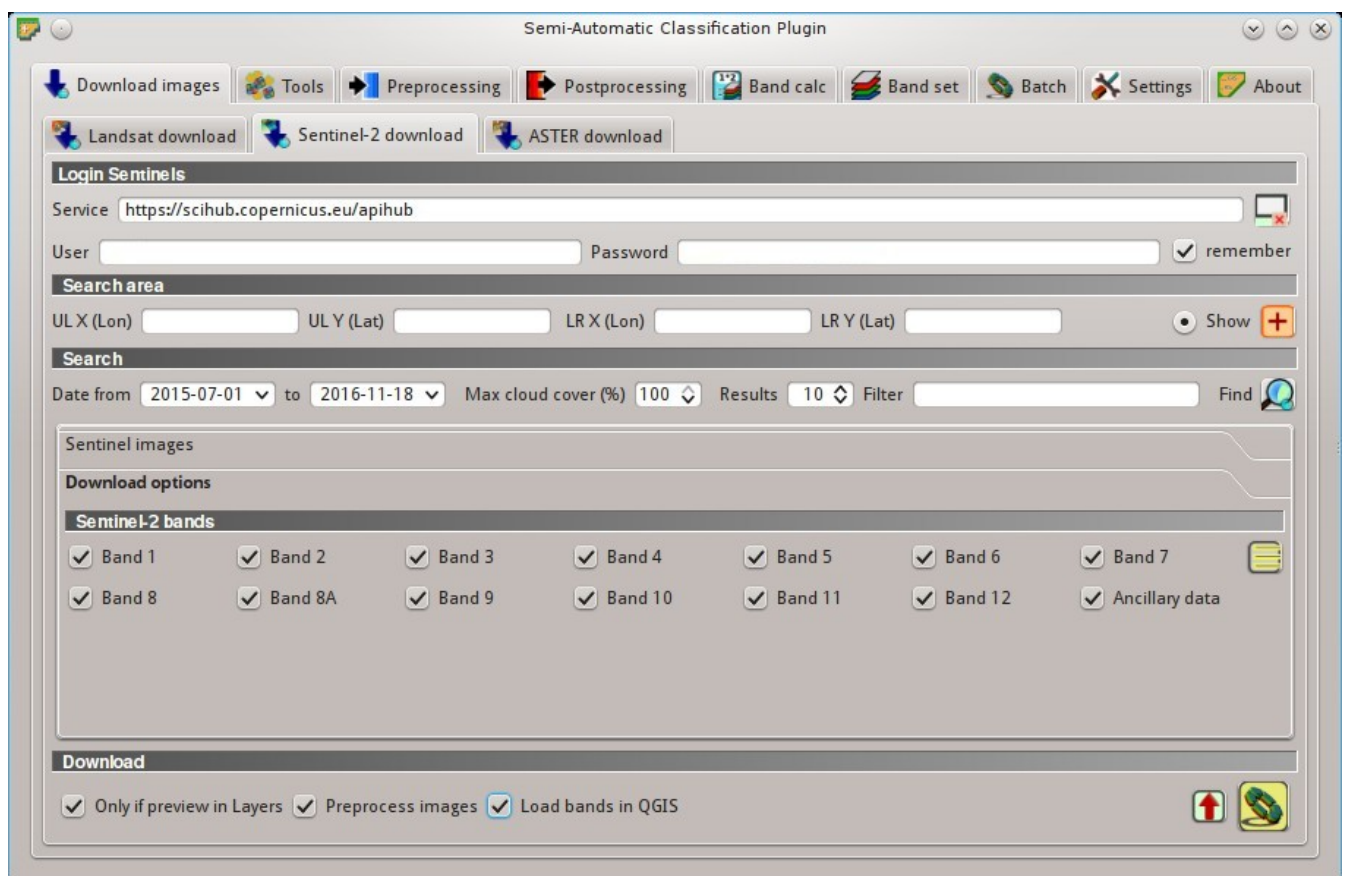 Semi-Automatic Classification Plugin
Download images Tools Preprocessing Postprocessing Band calc Band set Batch Settings About
Landsat download Sentinel-2 download ASTER download
Login Sentinels
Service https://scihub.copernicus.eu/apihub
User Password remember
Search area
UL X (Lon) UL Y (Lat) LR X (Lon) LR Y (Lat) Show
Search
Date from 2015-07-01 to 2016-11-18 Max cloud cover (%) 100 Results 10 Filter Find
Sentinel images
Download options
Sentinel-2 bands
Band 1 Band 2 Band 3 Band 4 Band 5 Band 6 Band 7
Band 8 Band 8A Band 9 Band 10 Band 11 Band 12 Ancillary data
Download
Only if preview in Layers Preprocess images Load bands in QGIS